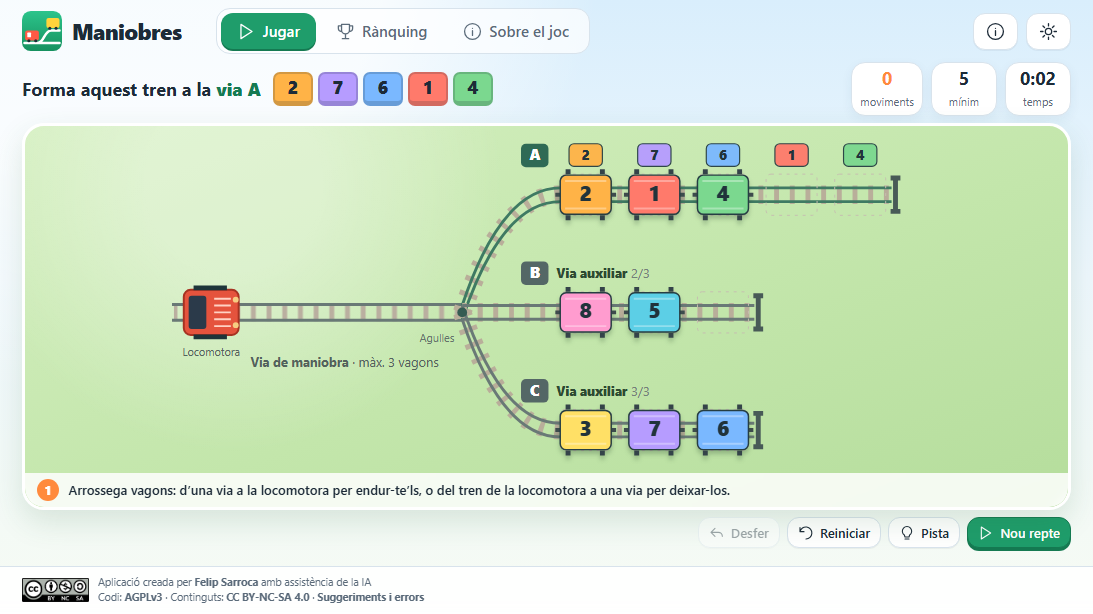 Maniobres
Jugar
Rànquing
Sobre el joc
Forma aquest tren a la via A 2 7 6 1 4
0 moviments
5 mínim
0:02 temps
A 2 7 6 1 4
2 1 4
B Via auxiliar 2/3
8 5
Locomotora
Agulles
Via de maniobra · màx. 3 vagons
C Via auxiliar 3/3
3 7 6
1 Arrossega vagons: d’una via a la locomotora per endur-te’ls, o del tren de la locomotora a una via per deixar-los.
Desfer
Reiniciar
Pista
Nou repte
cc BY NC SA
Aplicació creada per Felip Sarroca amb assistència de la IA
Codi: AGPLv3 · Continguts: CC BY-NC-SA 4.0 · Suggeriments i errors